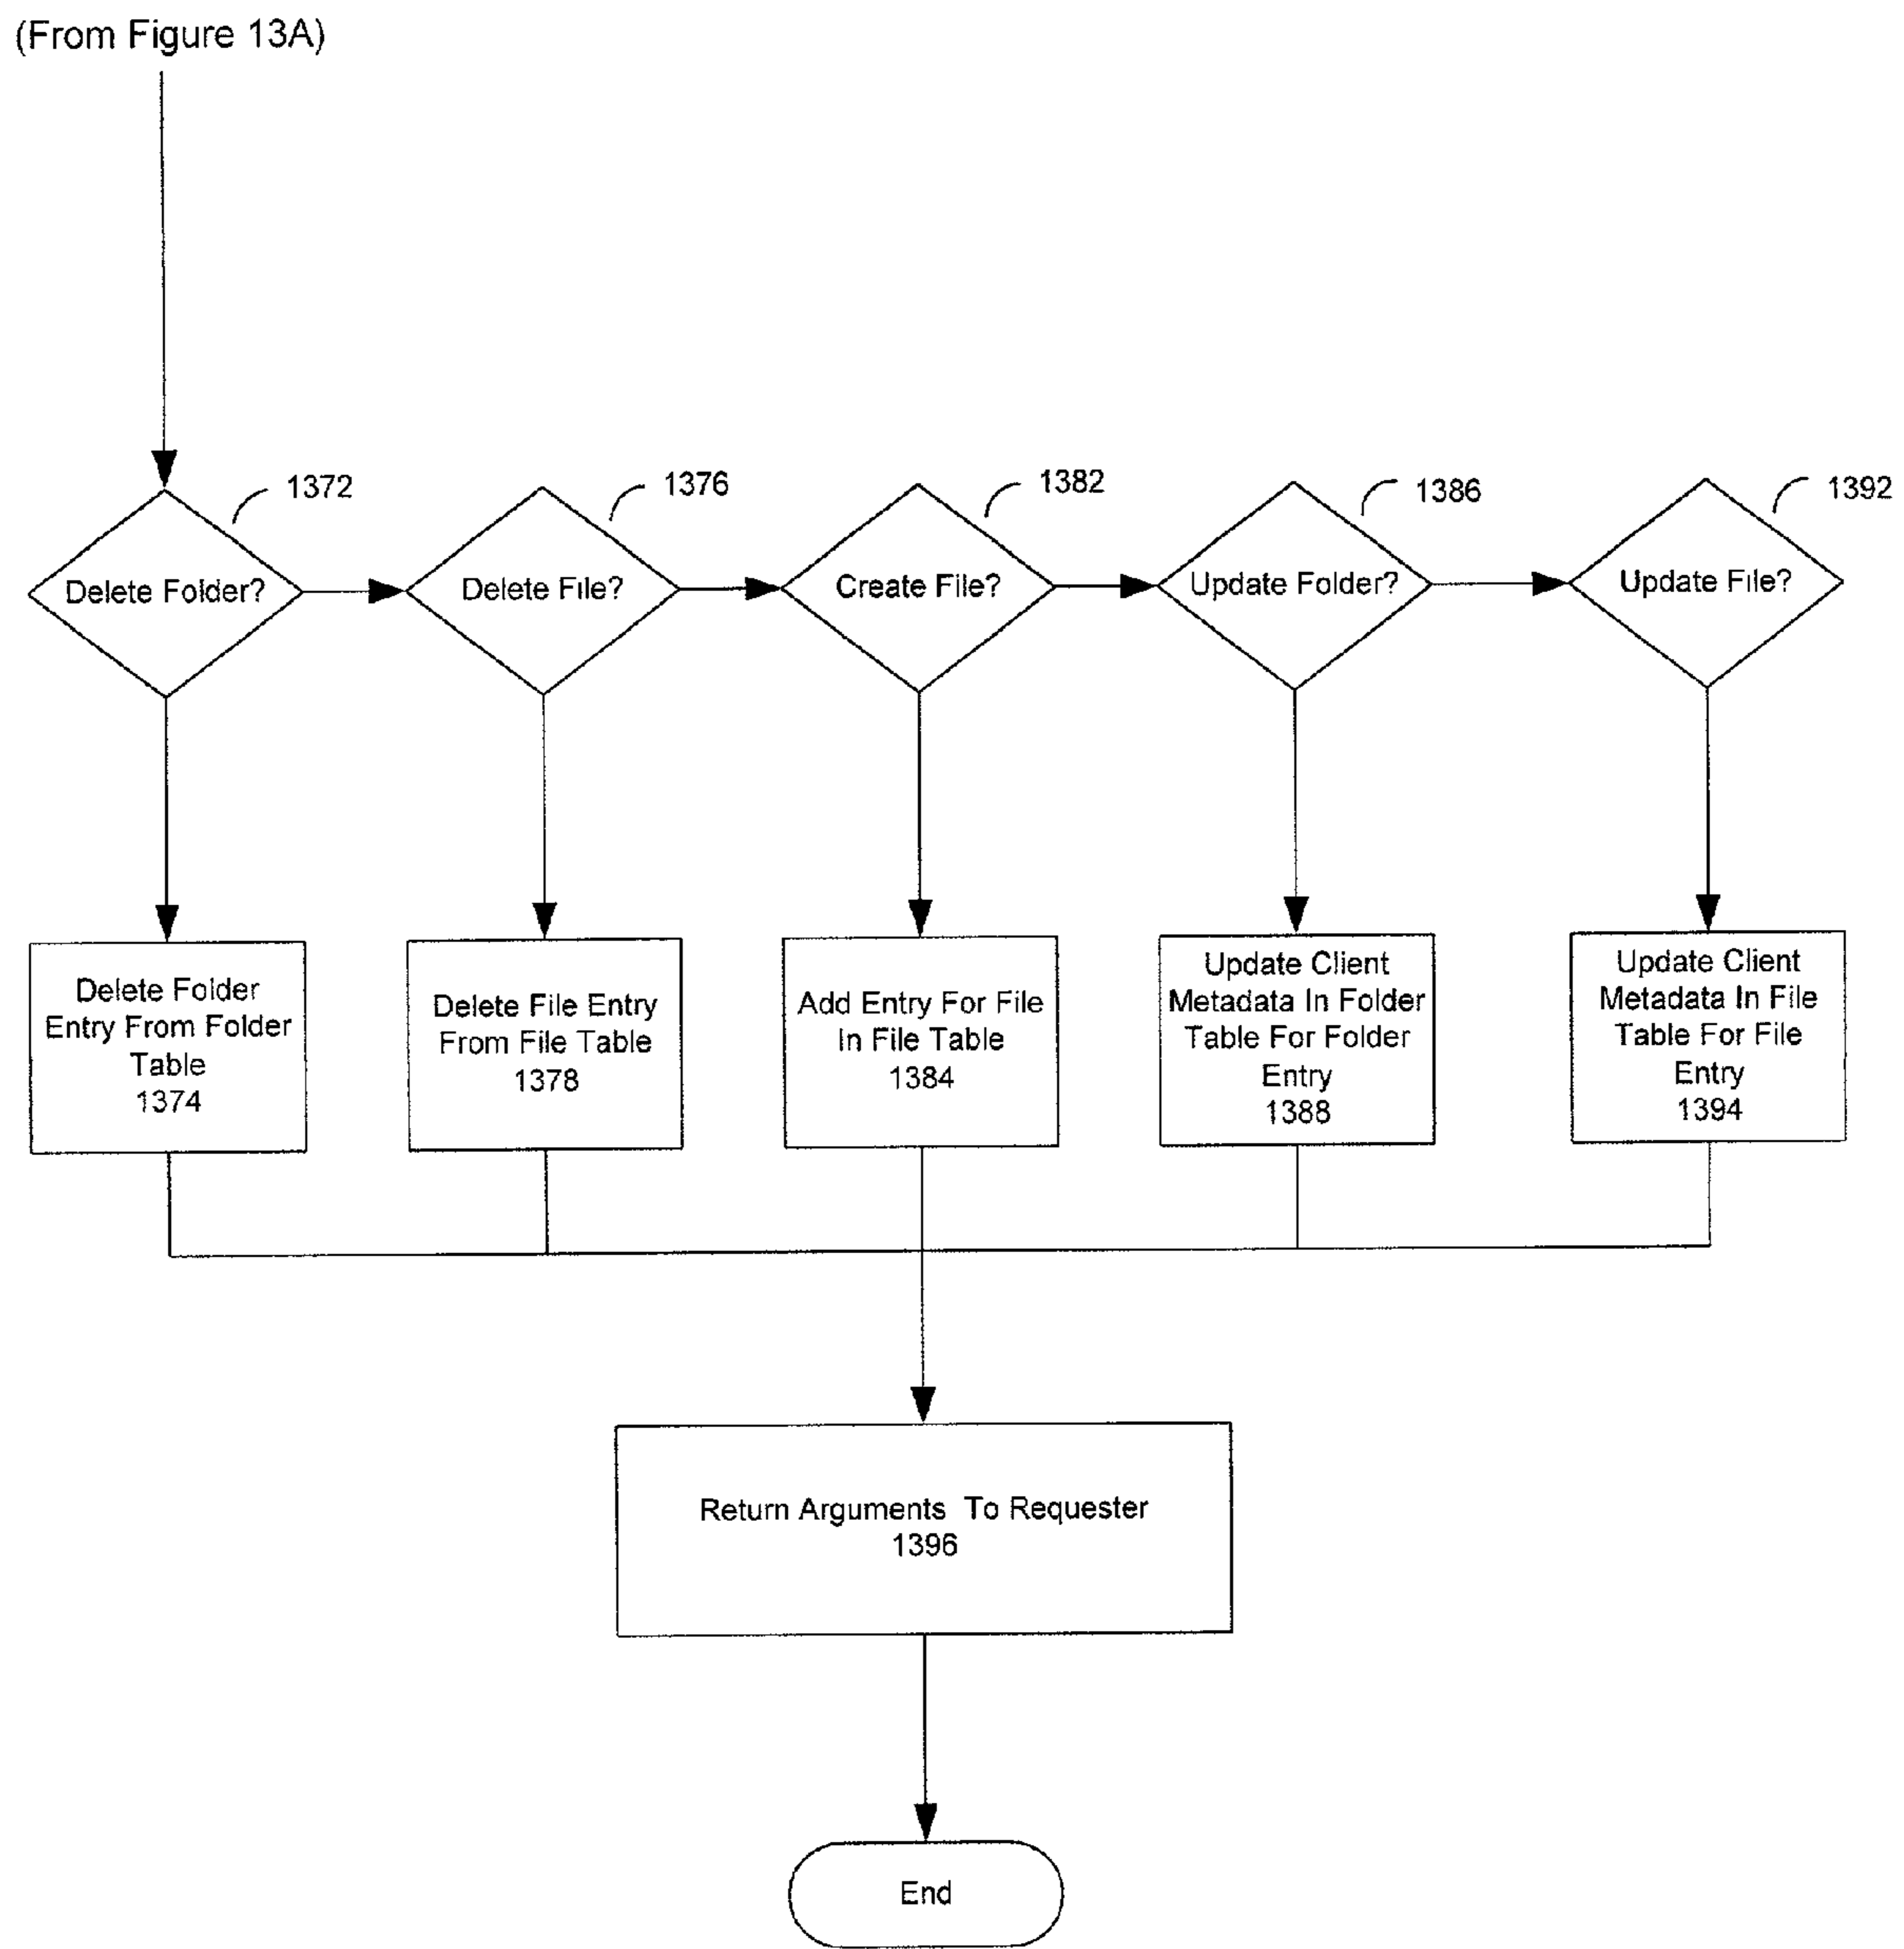 (From Figure 13A)
1372
1376
1382
1386
1392
Delete Folder?
Delete File?
Create File?
Update Folder?
Update File?
Delete Folder
Entry From Folder
Table
1374
Delete File Entry
From File Table
1378
Add Entry For File
In File Table
1384
Update Client
Metadata In Folder
Table For Folder
Entry
1388
Update Client
Metadata In File
Table For File
Entry
1394
Return Arguments To Requester
1396
End